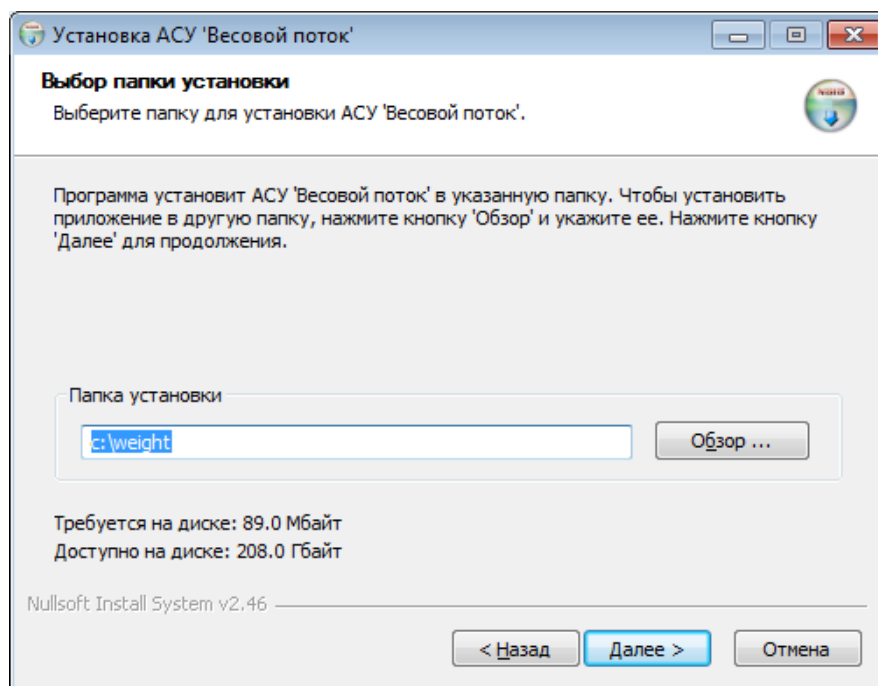 Установка АСУ 'Весовой поток'
Выбор папки установки
Выберите папку для установки АСУ 'Весовой поток'.
Программа установит АСУ 'Весовой поток' в указанную папку. Чтобы установить
приложение в другую папку, нажмите кнопку 'Обзор' и укажите ее. Нажмите кнопку
'Далее' для продолжения.
Папка установки
c:\weight
Обзор ...
Требуется на диске: 89.0 Мбайт
Доступно на диске: 208.0 Гбайт
Nullsoft Install System v2.46
< Назад
Далее >
Отмена